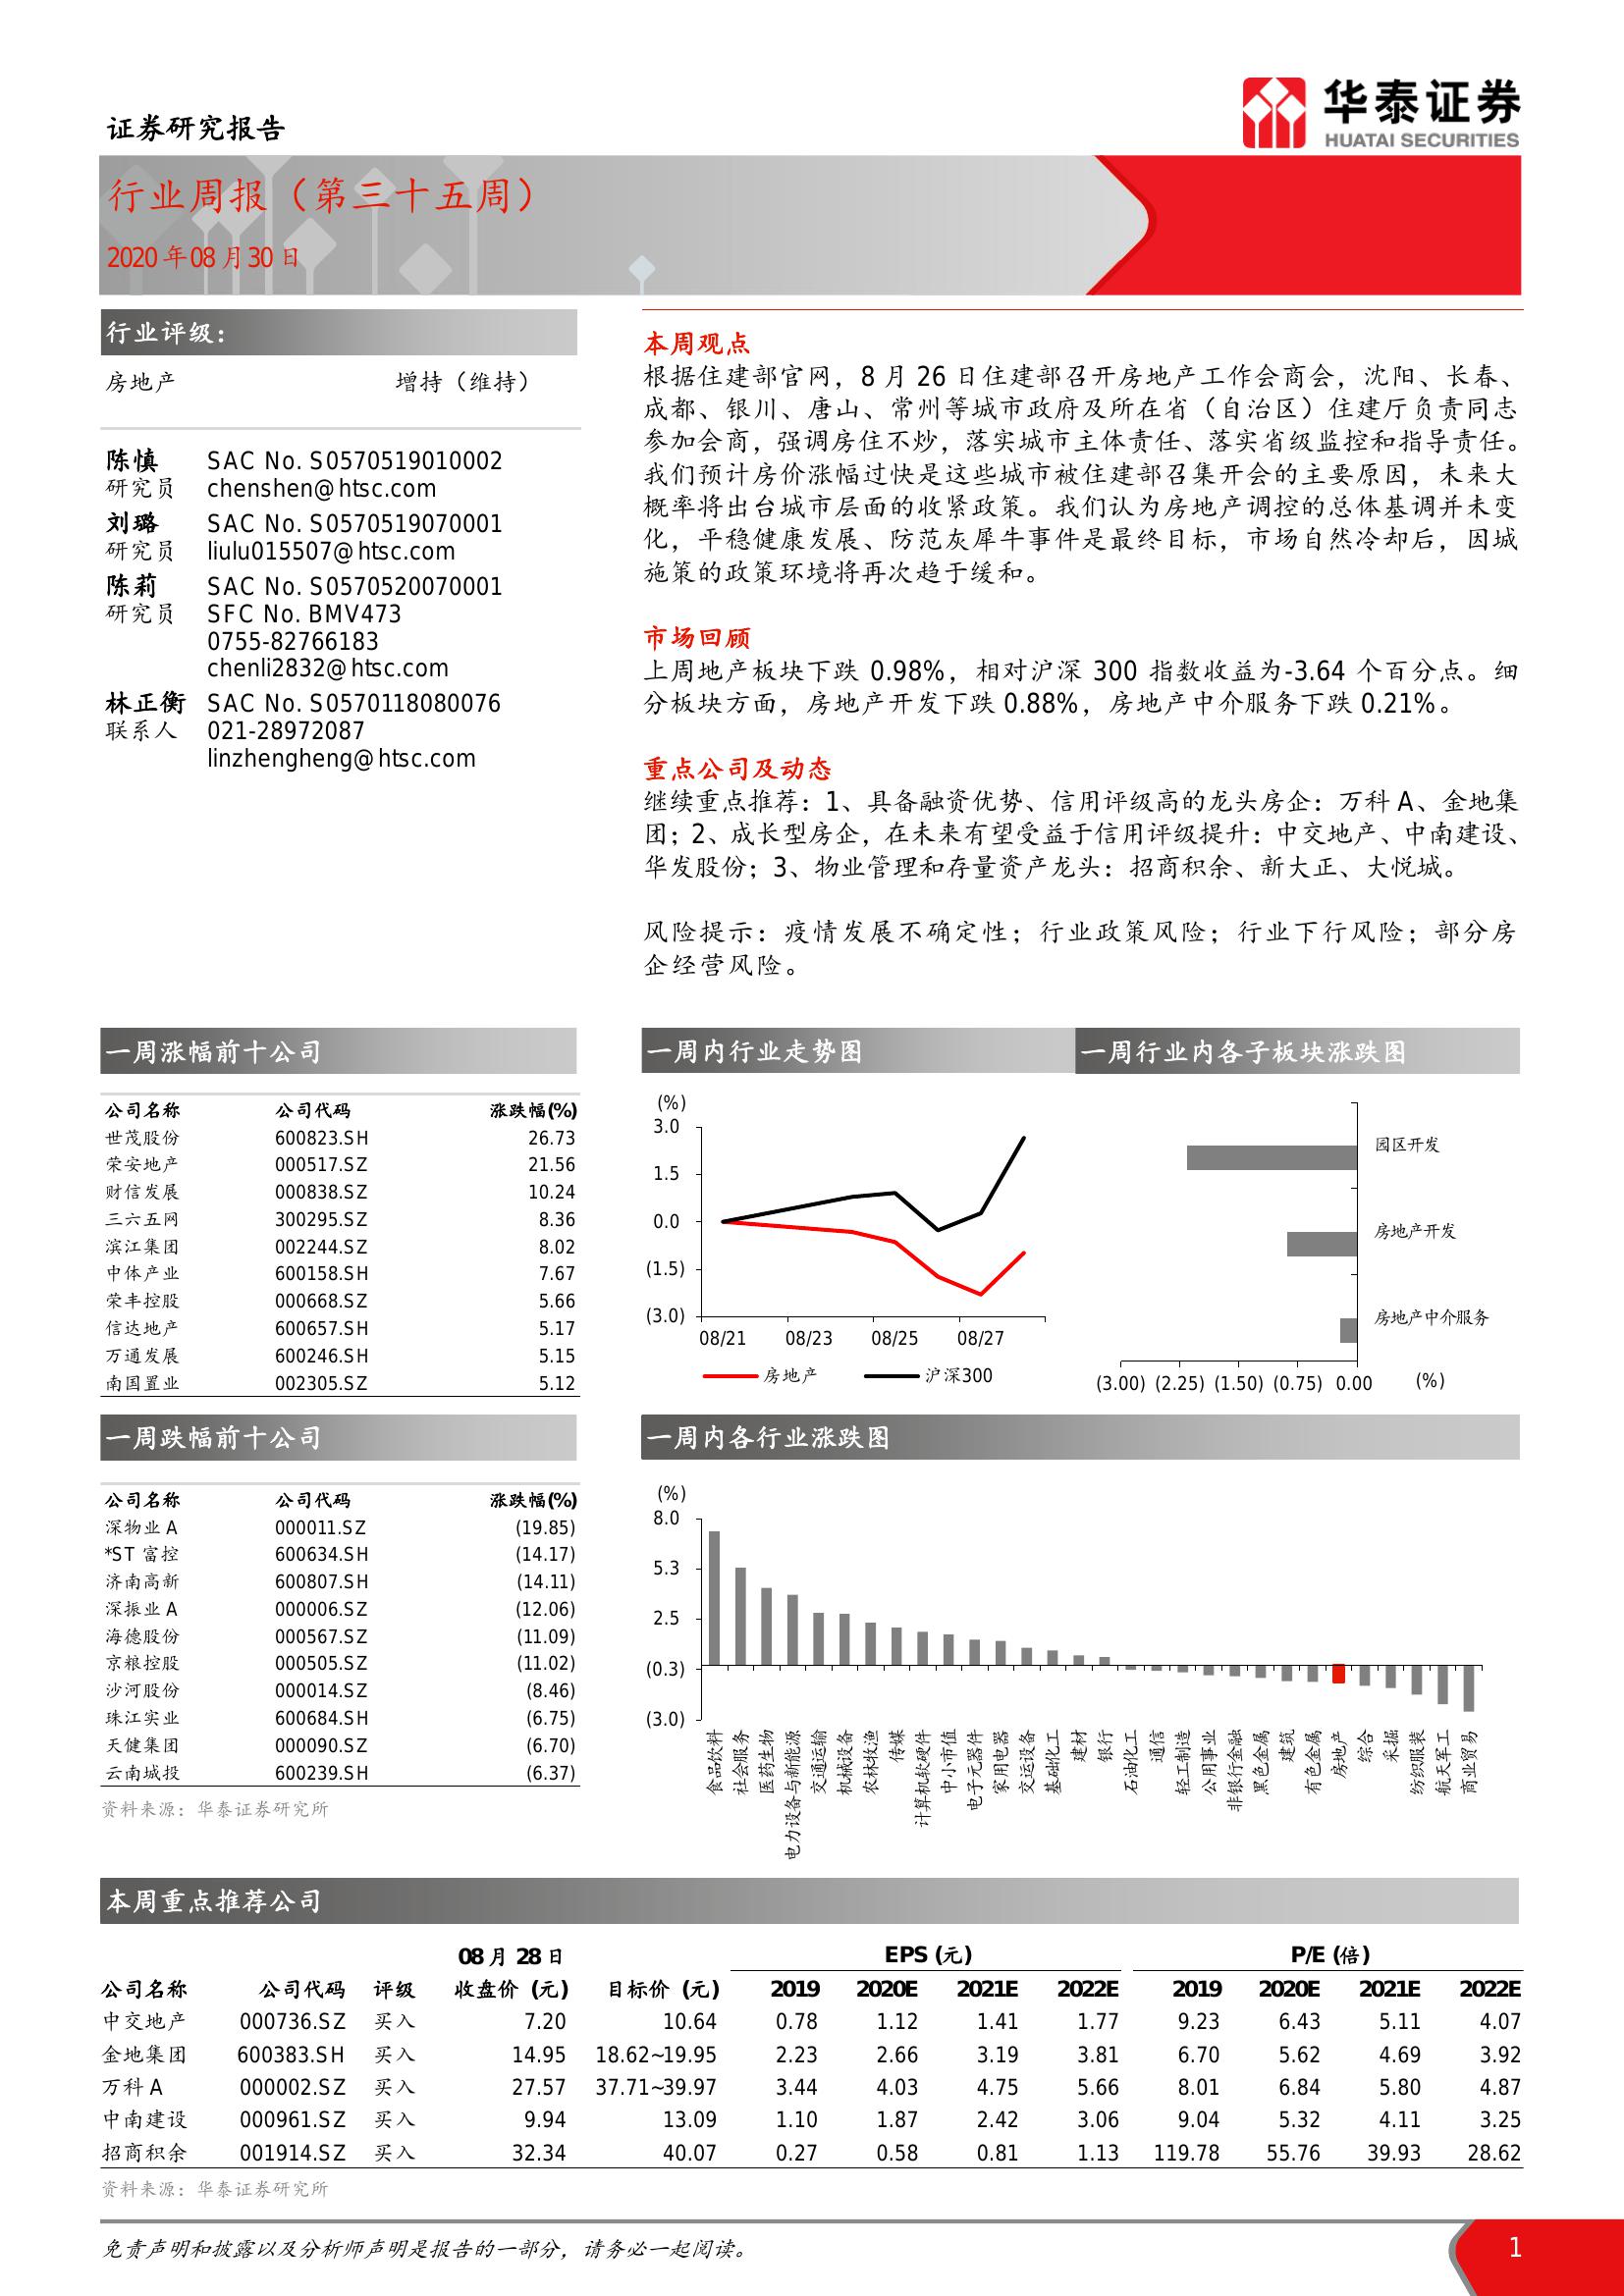 证券研究报告
华泰证券
HUATAI SECURITIES
行业周报（第三十五周）
2020年08月30日
行业评级：
房地产 增持（维持）
陈慎 SAC No. S0570519010002
研究员 chenshen@htsc.com
刘璐 SAC No. S0570519070001
研究员 liulu015507@htsc.com
陈莉 SAC No. S0570520070001
研究员 SFC No. BMV473
0755-82766183
chenli2832@htsc.com
林正衡 SAC No. S0570118080076
联系人 021-28972087
linzhengheng@htsc.com
本周观点
根据住建部官网，8 月 26 日住建部召开房地产工作会商会，沈阳、长春、
成都、银川、唐山、常州等城市政府及所在省（自治区）住建厅负责同志
参加会商，强调房住不炒，落实城市主体责任、落实省级监控和指导责任。
我们预计房价涨幅过快是这些城市被住建部召集开会的主要原因，未来大
概率将出台城市层面的收紧政策。我们认为房地产调控的总体基调并未变
化，平稳健康发展、防范灰犀牛事件是最终目标，市场自然冷却后，因城
施策的政策环境将再次趋于缓和。
市场回顾
上周地产板块下跌 0.98%，相对沪深 300 指数收益为-3.64 个百分点。细
分板块方面，房地产开发下跌 0.88%，房地产中介服务下跌 0.21%。
重点公司及动态
继续重点推荐：1、具备融资优势、信用评级高的龙头房企：万科 A、金地集
团；2、成长型房企，在未来有望受益于信用评级提升：中交地产、中南建设、
华发股份；3、物业管理和存量资产龙头：招商积余、新大正、大悦城。
风险提示：疫情发展不确定性；行业政策风险；行业下行风险；部分房
企经营风险。
一周涨幅前十公司
公司名称 公司代码 涨跌幅(%)
世茂股份 600823.SH 26.73
荣安地产 000517.SZ 21.56
财信发展 000838.SZ 10.24
三六五网 300295.SZ 8.36
滨江集团 002244.SZ 8.02
中体产业 600158.SH 7.67
荣丰控股 000668.SZ 5.66
信达地产 600657.SH 5.17
万通发展 600246.SH 5.15
南国置业 002305.SZ 5.12
一周内行业走势图
(%)
3.0
1.5
0.0
(1.5)
(3.0)
08/21 08/23 08/25 08/27
房地产 沪深300
一周行业内各子板块涨跌图
园区开发
房地产开发
房地产中介服务
(3.00) (2.25) (1.50) (0.75) 0.00 (%)
一周跌幅前十公司
公司名称 公司代码 涨跌幅(%)
深物业 A 000011.SZ (19.85)
*ST 富控 600634.SH (14.17)
济南高新 600807.SH (14.11)
深振业 A 000006.SZ (12.06)
海德股份 000567.SZ (11.09)
京粮控股 000505.SZ (11.02)
沙河股份 000014.SZ (8.46)
珠江实业 600684.SH (6.75)
天健集团 000090.SZ (6.70)
云南城投 600239.SH (6.37)
资料来源：华泰证券研究所
一周内各行业涨跌图
(%)
8.0
5.3
2.5
(0.3)
(3.0)
食品饮料
社会服务
医药生物
电力设备与新能源
交通运输
机械设备
农林牧渔
传媒
计算机软硬件
中小市值
电子元器件
家用电器
交运设备
基础化工
建材
银行
石油化工
通信
轻工制造
公用事业
非银行金融
黑色金属
建筑
有色金属
房地产
综合
采掘
纺织服装
航天军工
商业贸易
本周重点推荐公司
08 月 28 日 EPS (元) P/E (倍)
公司名称 公司代码 评级 收盘价 (元) 目标价 (元) 2019 2020E 2021E 2022E 2019 2020E 2021E 2022E
中交地产 000736.SZ 买入 7.20 10.64 0.78 1.12 1.41 1.77 9.23 6.43 5.11 4.07
金地集团 600383.SH 买入 14.95 18.62~19.95 2.23 2.66 3.19 3.81 6.70 5.62 4.69 3.92
万科 A 000002.SZ 买入 27.57 37.71~39.97 3.44 4.03 4.75 5.66 8.01 6.84 5.80 4.87
中南建设 000961.SZ 买入 9.94 13.09 1.10 1.87 2.42 3.06 9.04 5.32 4.11 3.25
招商积余 001914.SZ 买入 32.34 40.07 0.27 0.58 0.81 1.13 119.78 55.76 39.93 28.62
资料来源：华泰证券研究所
免责声明和披露以及分析师声明是报告的一部分，请务必一起阅读。
1